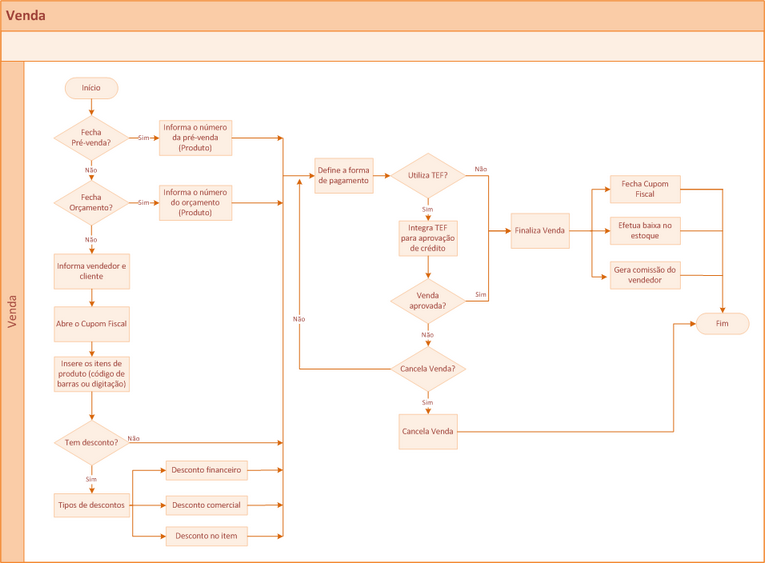 Venda
Venda
Início
Fecha
Pré-venda?
Sim
Informa o número
da pré-venda
(Produto)
Não
Fecha
Orçamento?
Sim
Informa o número
do orçamento
(Produto)
Não
Informa vendedor e
cliente
Abre o Cupom Fiscal
Insere os itens de
produto (código de
barras ou digitação)
Tem desconto?
Não
Sim
Tipos de descontos
Desconto financeiro
Desconto comercial
Desconto no item
Define a forma
de pagamento
Utiliza TEF?
Não
Sim
Integra TEF
para aprovação
de crédito
Venda
aprovada?
Sim
Não
Cancela Venda?
Não
Sim
Cancela Venda
Finaliza Venda
Fecha Cupom
Fiscal
Efetua baixa no
estoque
Gera comissão do
vendedor
Fim